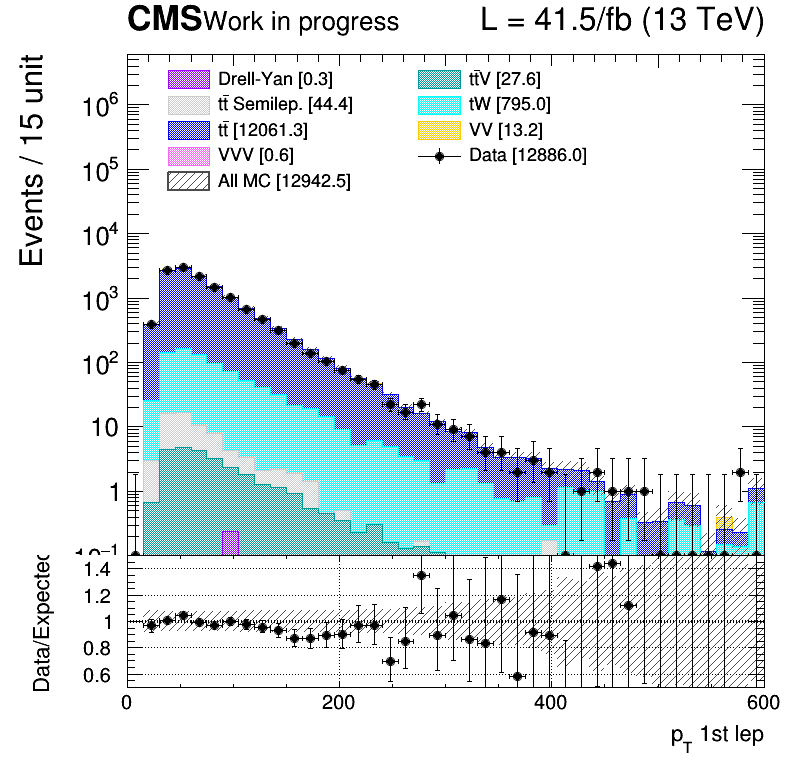 CMS Work in progress L = 41.5/fb (13 TeV)
Events / 15 unit
Drell-Yan [0.3]
tt̄ Semilep. [44.4]
tt̄ [12061.3]
VVV [0.6]
All MC [12942.5]
tt̄V [27.6]
tW [795.0]
VV [13.2]
Data [12886.0]
10⁶
10⁵
10⁴
10³
10²
10
1
10⁻¹
Data/Expected
1.4
1.2
1
0.8
0.6
0 200 400 600
p_T 1st lep